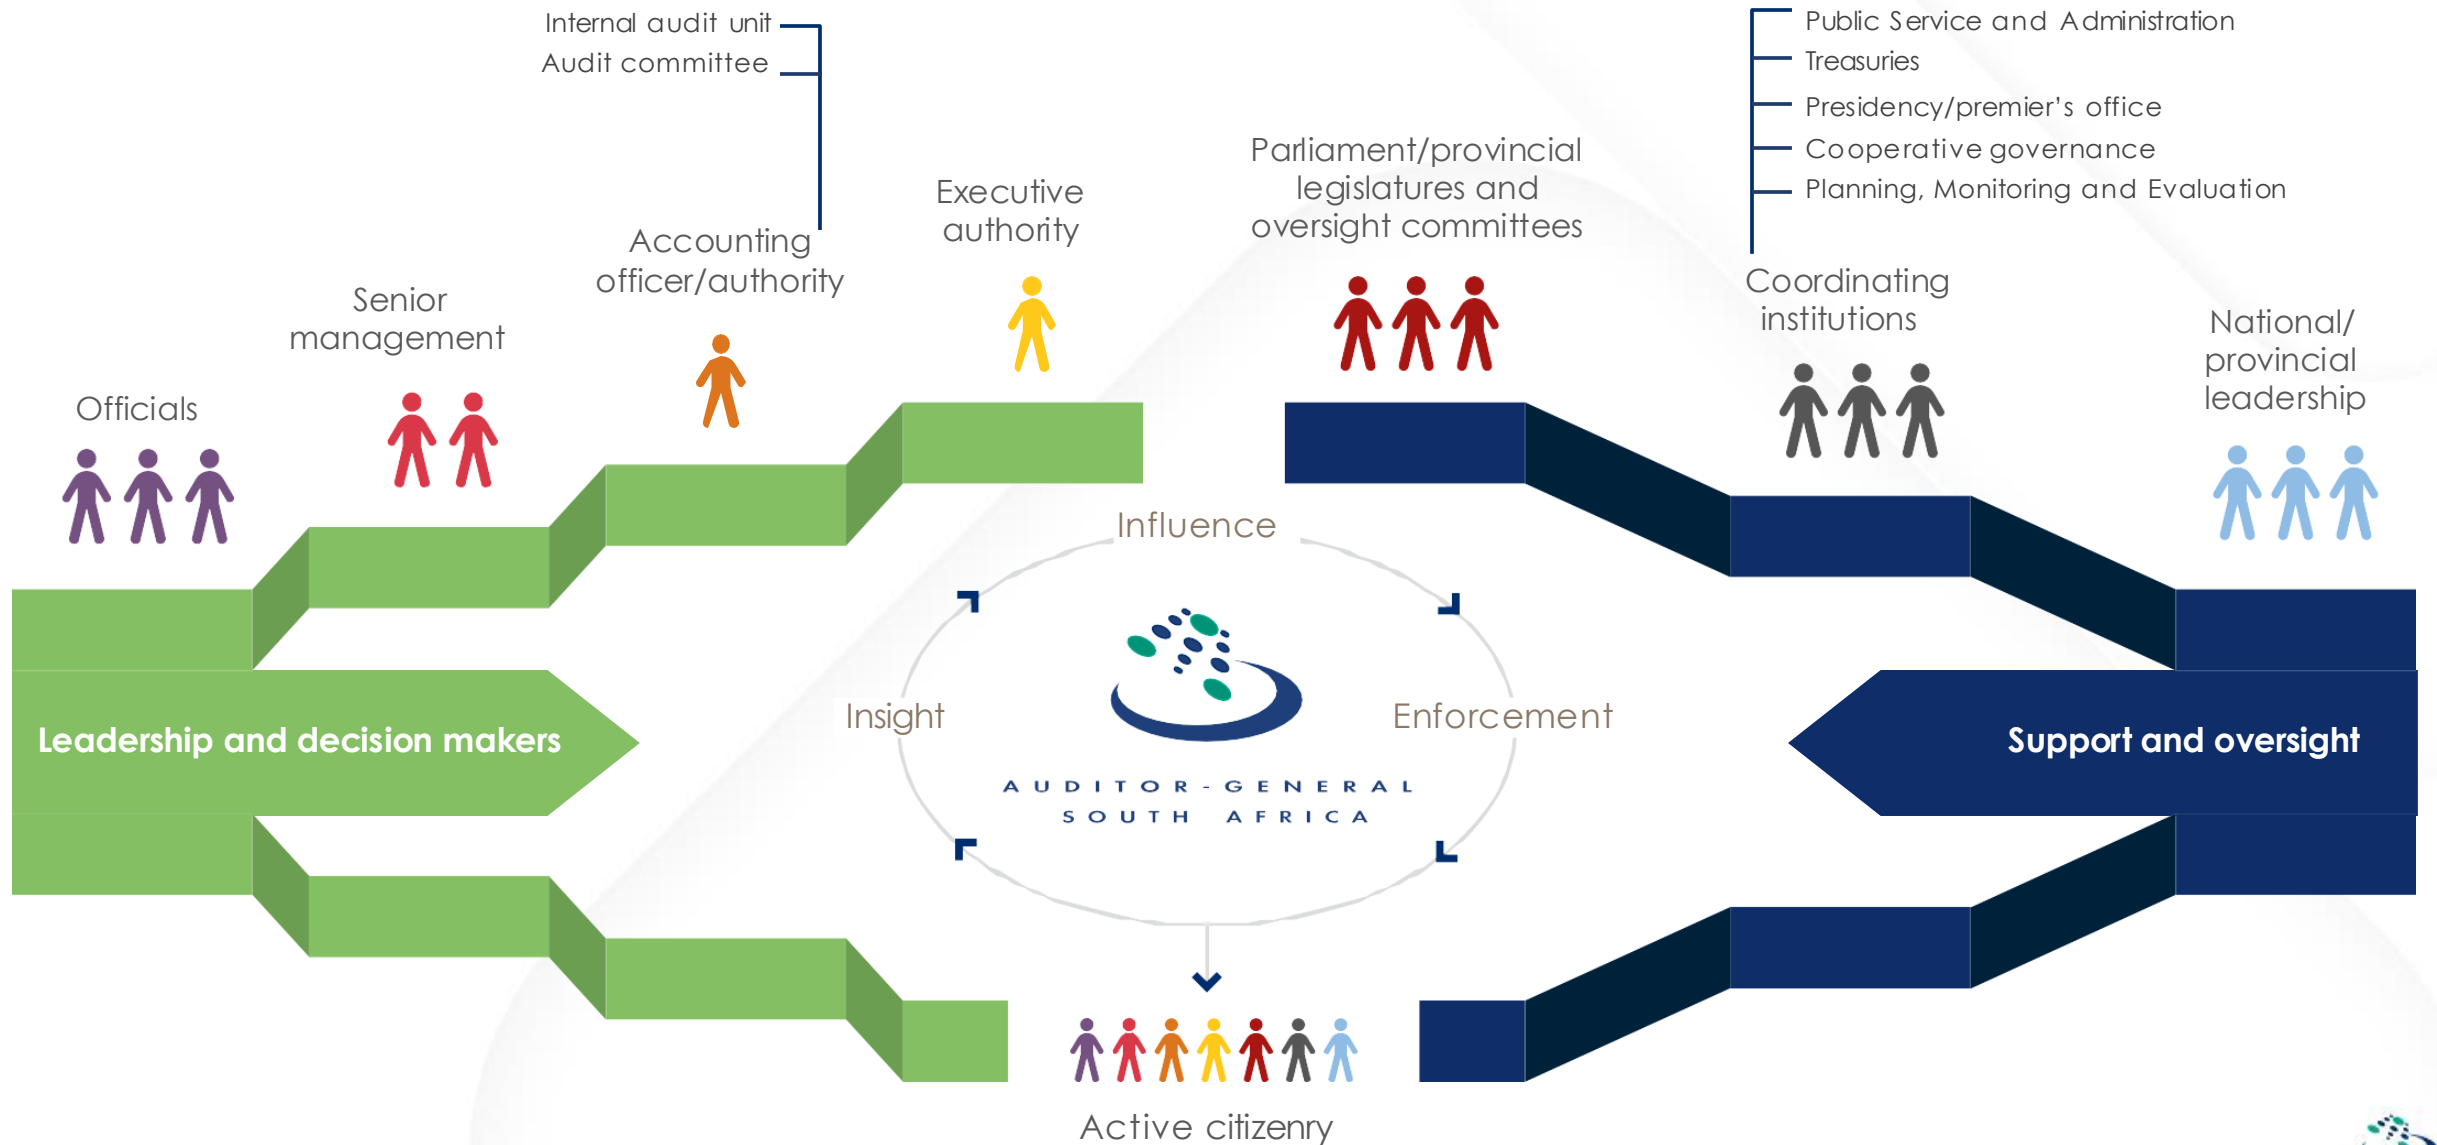 Internal audit unit
Audit committee
Public Service and Administration
Treasuries
Presidency/premier’s office
Cooperative governance
Planning, Monitoring and Evaluation
Officials
Senior
management
Accounting
officer/authority
Executive
authority
Parliament/provincial
legislatures and
oversight committees
Coordinating
institutions
National/
provincial
leadership
Influence
Insight
Enforcement
AUDITOR-GENERAL
SOUTH AFRICA
Leadership and decision makers
Support and oversight
Active citizenry